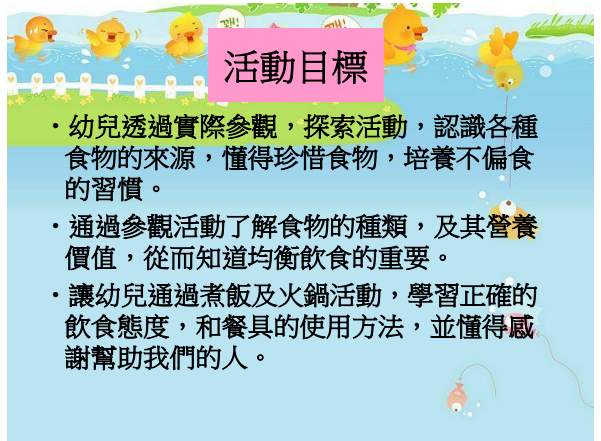 活動目標
・幼兒透過實際參觀，探索活動，認識各種
食物的來源，懂得珍惜食物，培養不偏食
的習慣。
・通過參觀活動了解食物的種類，及其營養
價值，從而知道均衡飲食的重要。
・讓幼兒通過煮飯及火鍋活動，學習正確的
飲食態度，和餐具的使用方法，並懂得感
謝幫助我們的人。